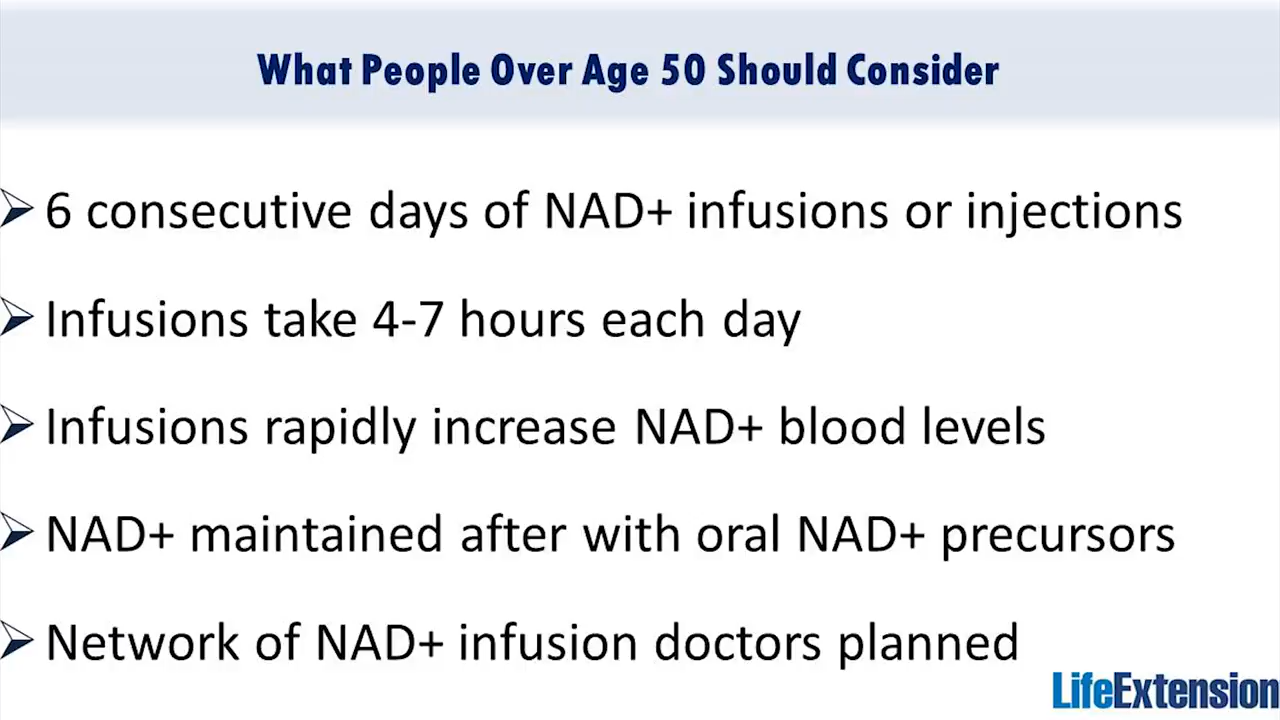 What People Over Age 50 Should Consider
6 consecutive days of NAD+ infusions or injections
Infusions take 4-7 hours each day
Infusions rapidly increase NAD+ blood levels
NAD+ maintained after with oral NAD+ precursors
Network of NAD+ infusion doctors planned
LifeExtension